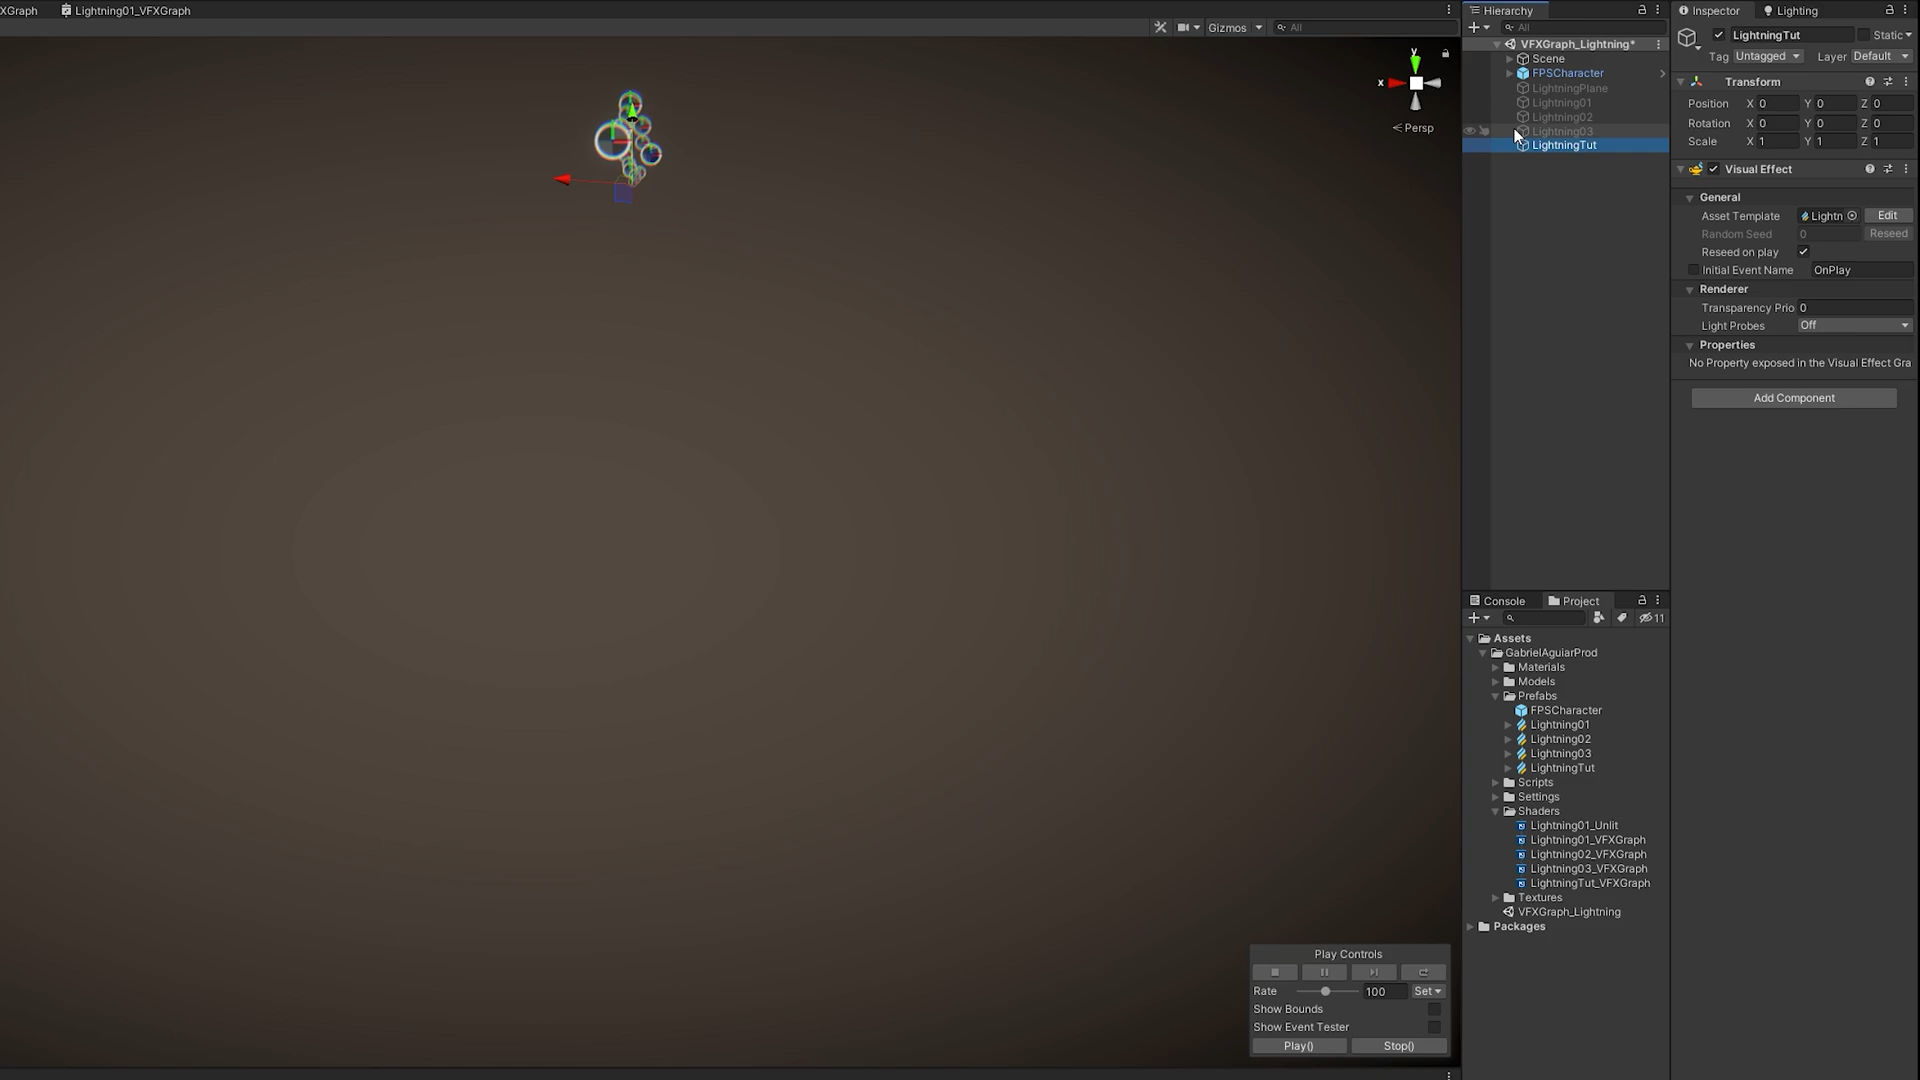 XGraph
Lightning01_VFXGraph
Gizmos
All
y
x
Persp
Play Controls
Rate
100
Set
Show Bounds
Show Event Tester
Play()
Stop()
Hierarchy
All
VFXGraph_Lightning*
Scene
FPSCharacter
LightningPlane
Lightning01
Lightning02
Lightning03
LightningTut
Console
Project
11
Assets
GabrielAguiarProd
Materials
Models
Prefabs
FPSCharacter
Lightning01
Lightning02
Lightning03
LightningTut
Scripts
Settings
Shaders
Lightning01_Unlit
Lightning01_VFXGraph
Lightning02_VFXGraph
Lightning03_VFXGraph
LightningTut_VFXGraph
Textures
VFXGraph_Lightning
Packages
Inspector
Lighting
LightningTut
Static
Tag Untagged
Layer Default
Transform
Position X 0 Y 0 Z 0
Rotation X 0 Y 0 Z 0
Scale X 1 Y 1 Z 1
Visual Effect
General
Asset Template Lightn Edit
Random Seed 0 Reseed
Reseed on play
Initial Event Name OnPlay
Renderer
Transparency Prio 0
Light Probes Off
Properties
No Property exposed in the Visual Effect Gra
Add Component